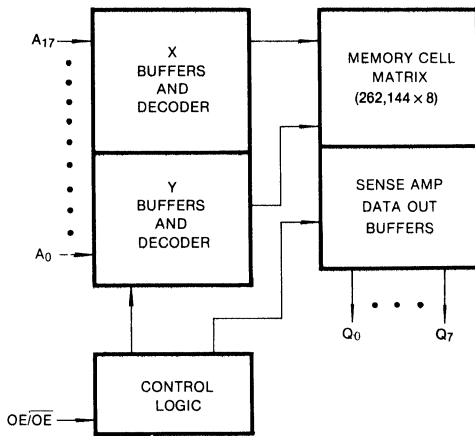 A17
X
BUFFERS
AND
DECODER
MEMORY CELL
MATRIX
(262,144 × 8)
Y
BUFFERS
AND
DECODER
SENSE AMP
DATA OUT
BUFFERS
A0
Q0
Q7
CONTROL
LOGIC
OE/O̅E̅